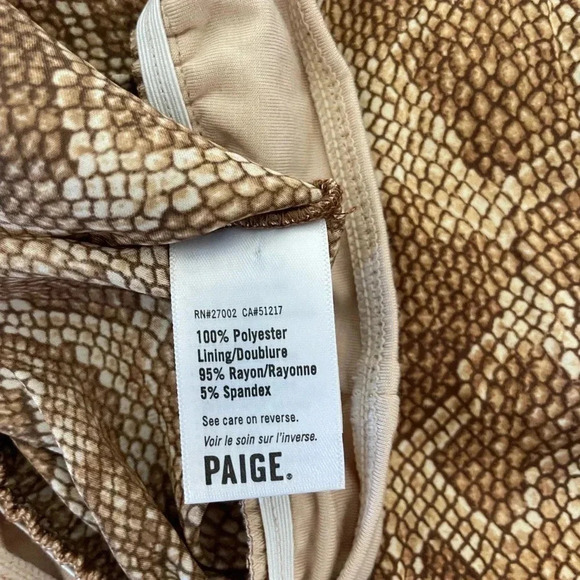 RN#27002 CA#51217
100% Polyester
Lining/Doublure
95% Rayon/Rayonne
5% Spandex
See care on reverse.
Voir le soin sur l'inverse.
PAIGE®